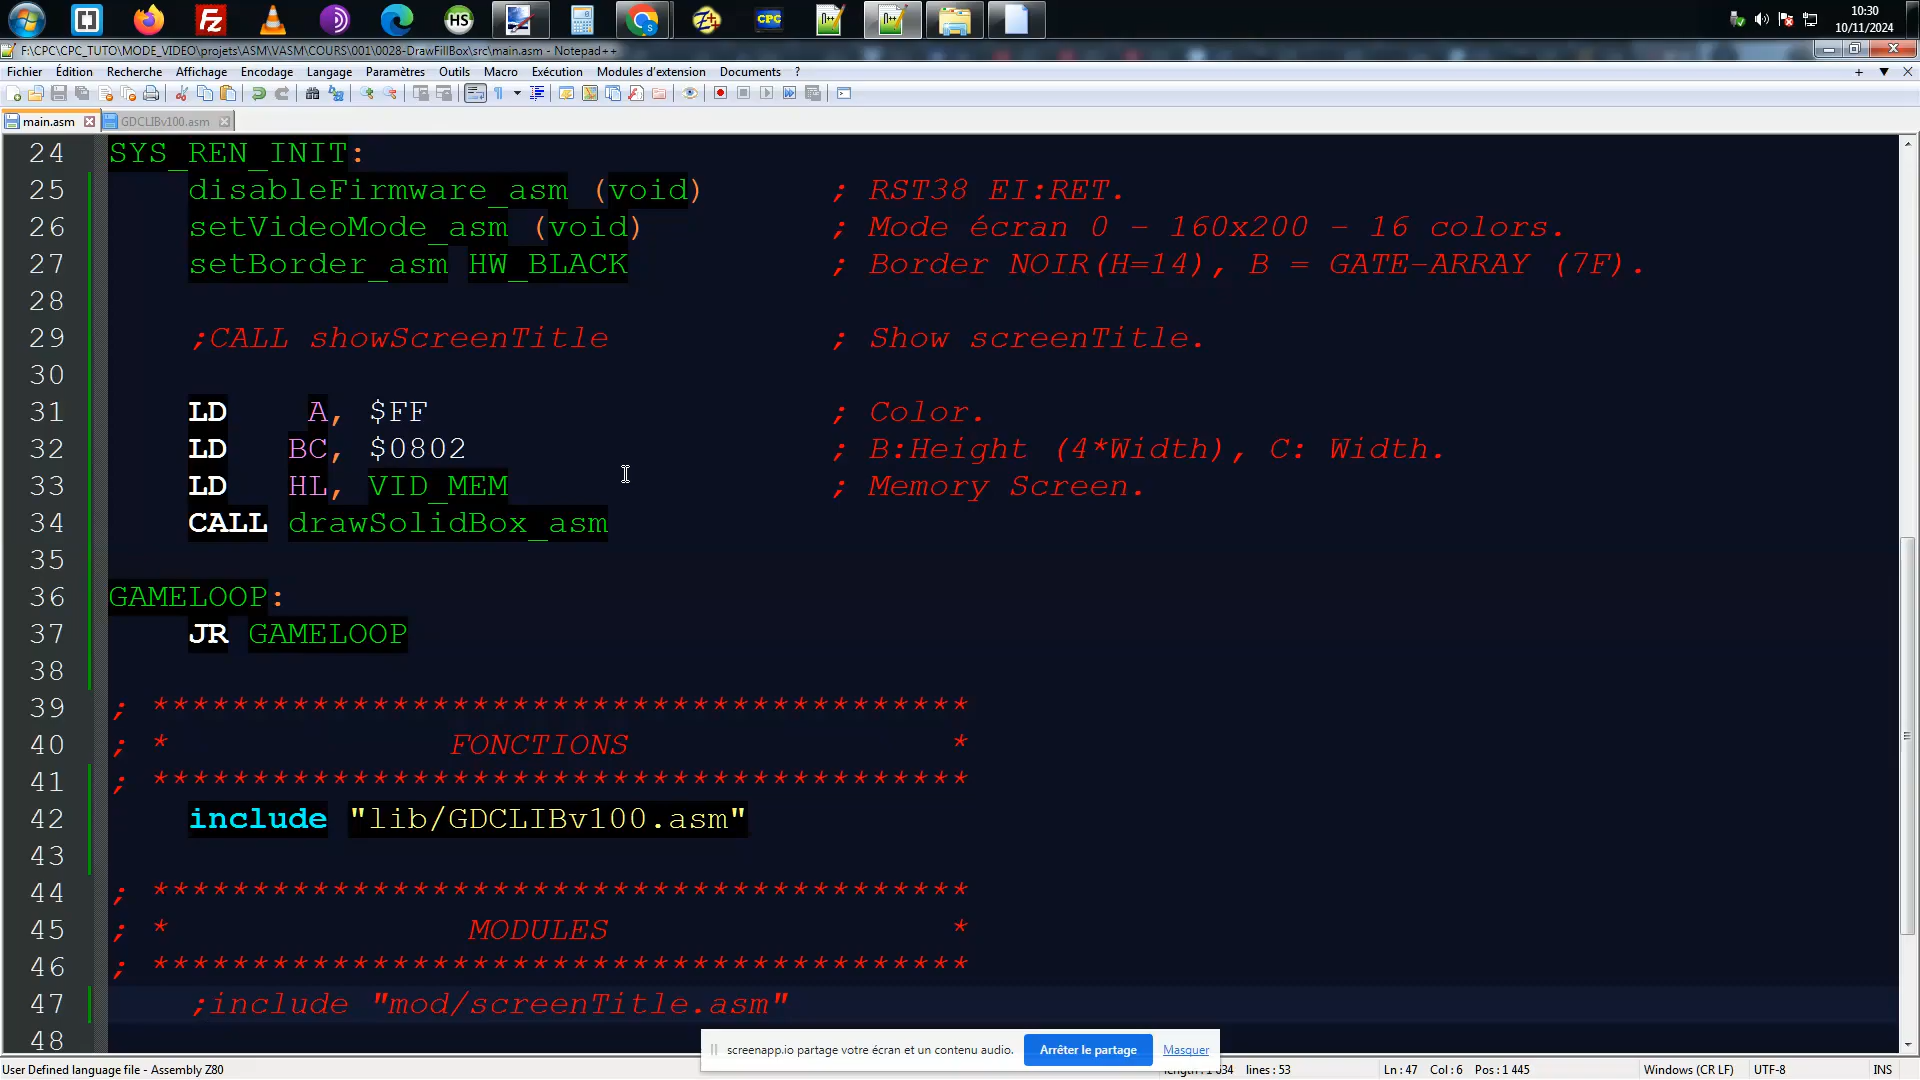 HS
CPC
10:30
10/11/2024
F:\CPC\CPC_TUTO\MODE_VIDEO\projets\ASM\VASM\COURS\001\0028-DrawFillBox\src\main.asm - Notepad++
Fichier Édition Recherche Affichage Encodage Langage Paramètres Outils Macro Exécution Modules d'extension Documents ?
main.asm GDCLIBv100.asm
24 SYS_REN_INIT:
25 disableFirmware_asm (void) ; RST38 EI:RET.
26 setVideoMode_asm (void) ; Mode écran 0 - 160x200 - 16 colors.
27 setBorder_asm HW_BLACK ; Border NOIR(H=14), B = GATE-ARRAY (7F).
28
29 ;CALL showScreenTitle ; Show screenTitle.
30
31 LD A, $FF ; Color.
32 LD BC, $0802 ; B:Height (4*Width), C: Width.
33 LD HL, VID_MEM ; Memory Screen.
34 CALL drawSolidBox_asm
35
36 GAMELOOP:
37 JR GAMELOOP
38
39 ; *****************************************
40 ; * FONCTIONS *
41 ; *****************************************
42 include "lib/GDCLIBv100.asm"
43
44 ; *****************************************
45 ; * MODULES *
46 ; *****************************************
47 ;include "mod/screenTitle.asm"
48
screenapp.io partage votre écran et un contenu audio. Arrêter le partage Masquer
User Defined language file - Assembly Z80 lines : 53 Ln : 47 Col : 6 Pos : 1 445 Windows (CR LF) UTF-8 INS